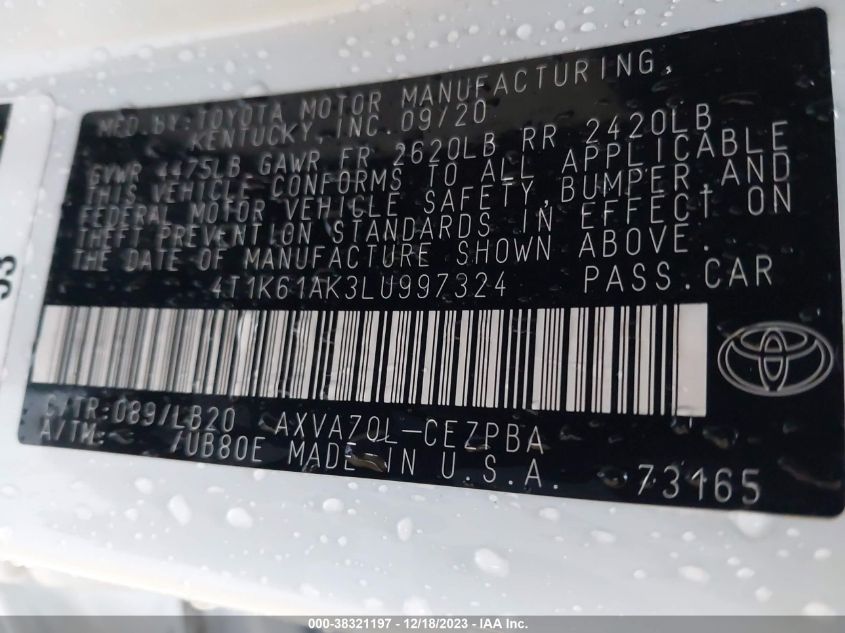 MFD.BY:TOYOTA MOTOR MANUFACTURING,
KENTUCKY,INC.09/20
GVWR 4475LB GAWR FR 2620LB RR 2420LB
THIS VEHICLE CONFORMS TO ALL APPLICABLE
FEDERAL MOTOR VEHICLE SAFETY,BUMPER,AND
THEFT PREVENTION STANDARDS IN EFFECT ON
THE DATE OF MANUFACTURE SHOWN ABOVE.
4T1K61AK3LU997324 PASS.CAR
C/TR:089/LB20 AXVA70L-CEZPBA
A/TM: /UB80E MADE IN U.S.A. 73165
000-38321197 - 12/18/2023 - IAA Inc.